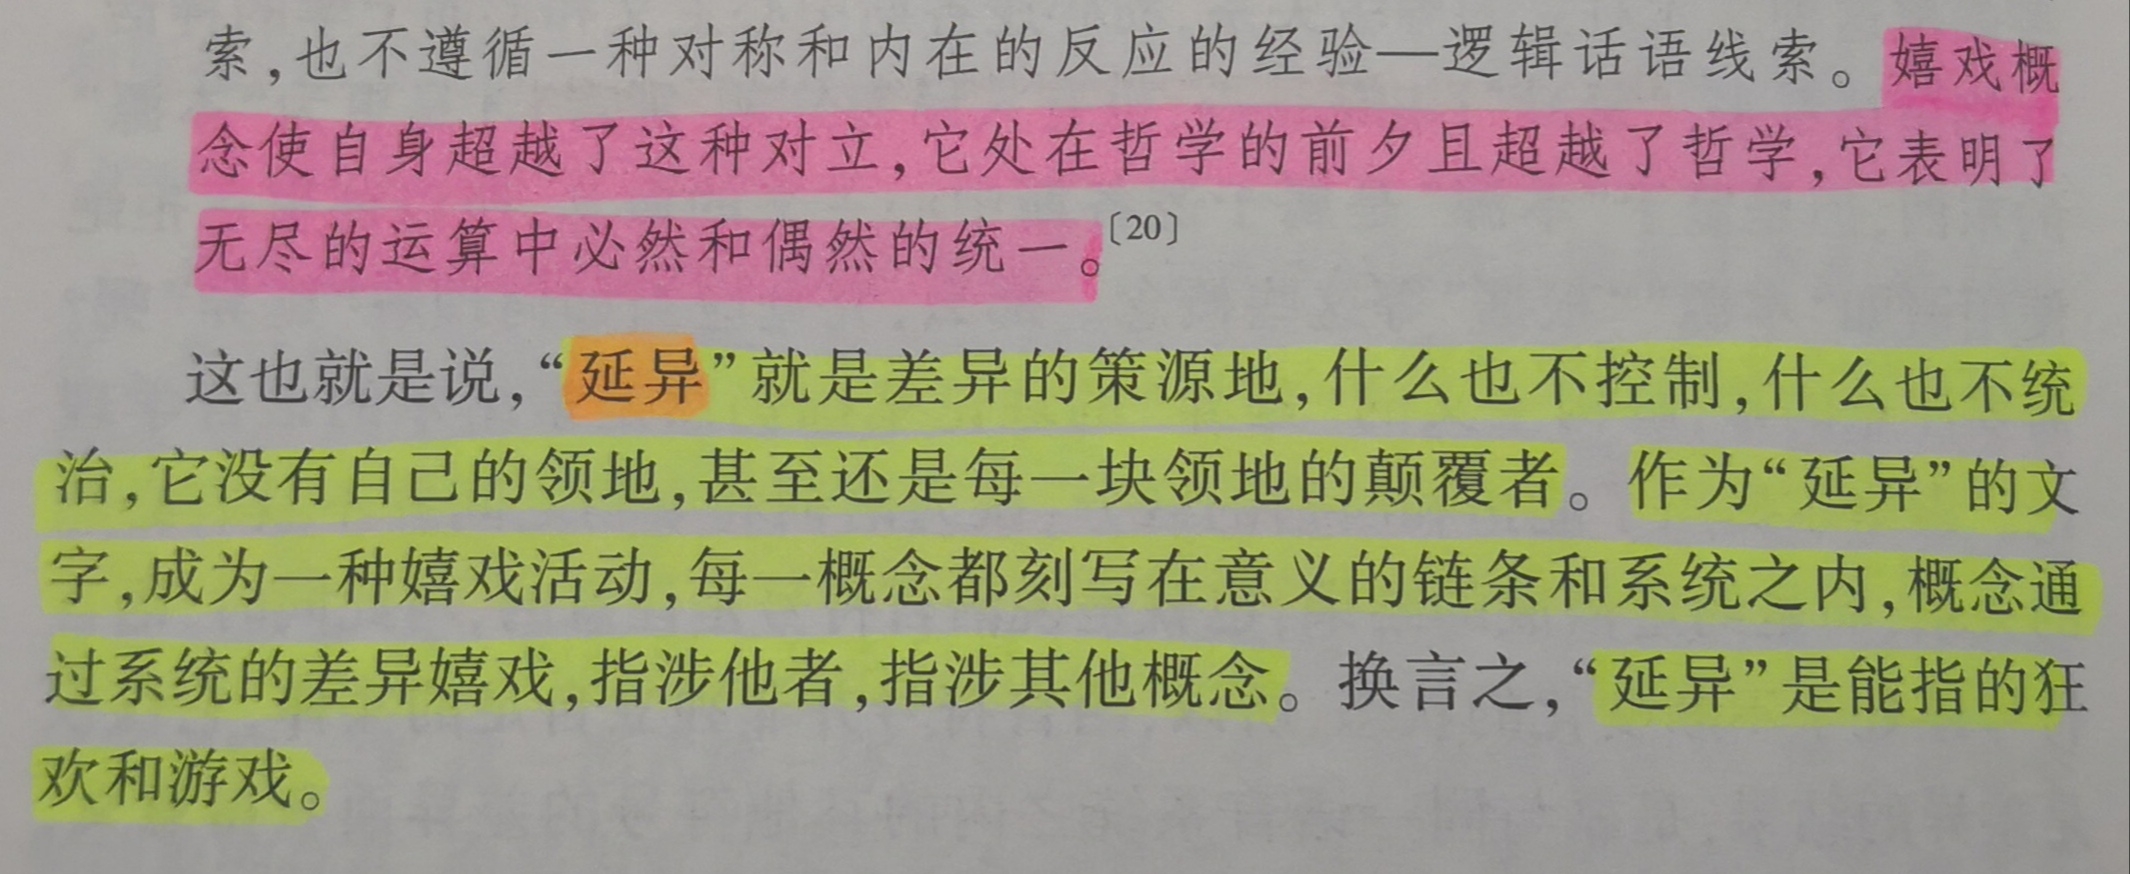 索,也不遵循一种对称和内在的反应的经验—逻辑话语线索。嬉戏概
念使自身超越了这种对立,它处在哲学的前夕且超越了哲学,它表明了
无尽的运算中必然和偶然的统一。〔20〕
这也就是说,“延异”就是差异的策源地,什么也不控制,什么也不统
治,它没有自己的领地,甚至还是每一块领地的颠覆者。作为“延异”的文
字,成为一种嬉戏活动,每一概念都刻写在意义的链条和系统之内,概念通
过系统的差异嬉戏,指涉他者,指涉其他概念。换言之,“延异”是能指的狂
欢和游戏。